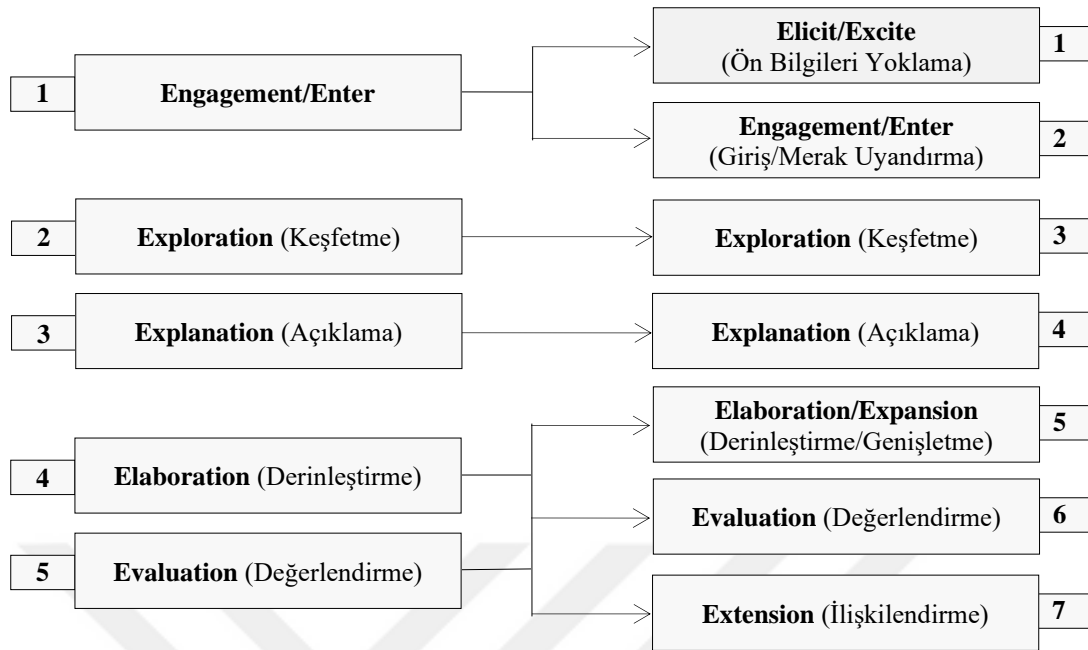 1
Engagement/Enter
Elicit/Excite
(Ön Bilgileri Yoklama)
1
Engagement/Enter
(Giriş/Merak Uyandırma)
2
2
Exploration (Keşfetme)
Exploration (Keşfetme)
3
3
Explanation (Açıklama)
Explanation (Açıklama)
4
4
Elaboration (Derinleştirme)
Elaboration/Expansion
(Derinleştirme/Genişletme)
5
5
Evaluation (Değerlendirme)
Evaluation (Değerlendirme)
6
Extension (İlişkilendirme)
7